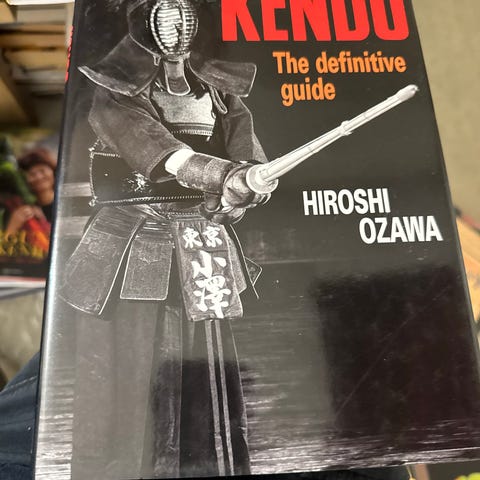 KENDO
The definitive
guide
HIROSHI
OZAWA
東京
小澤